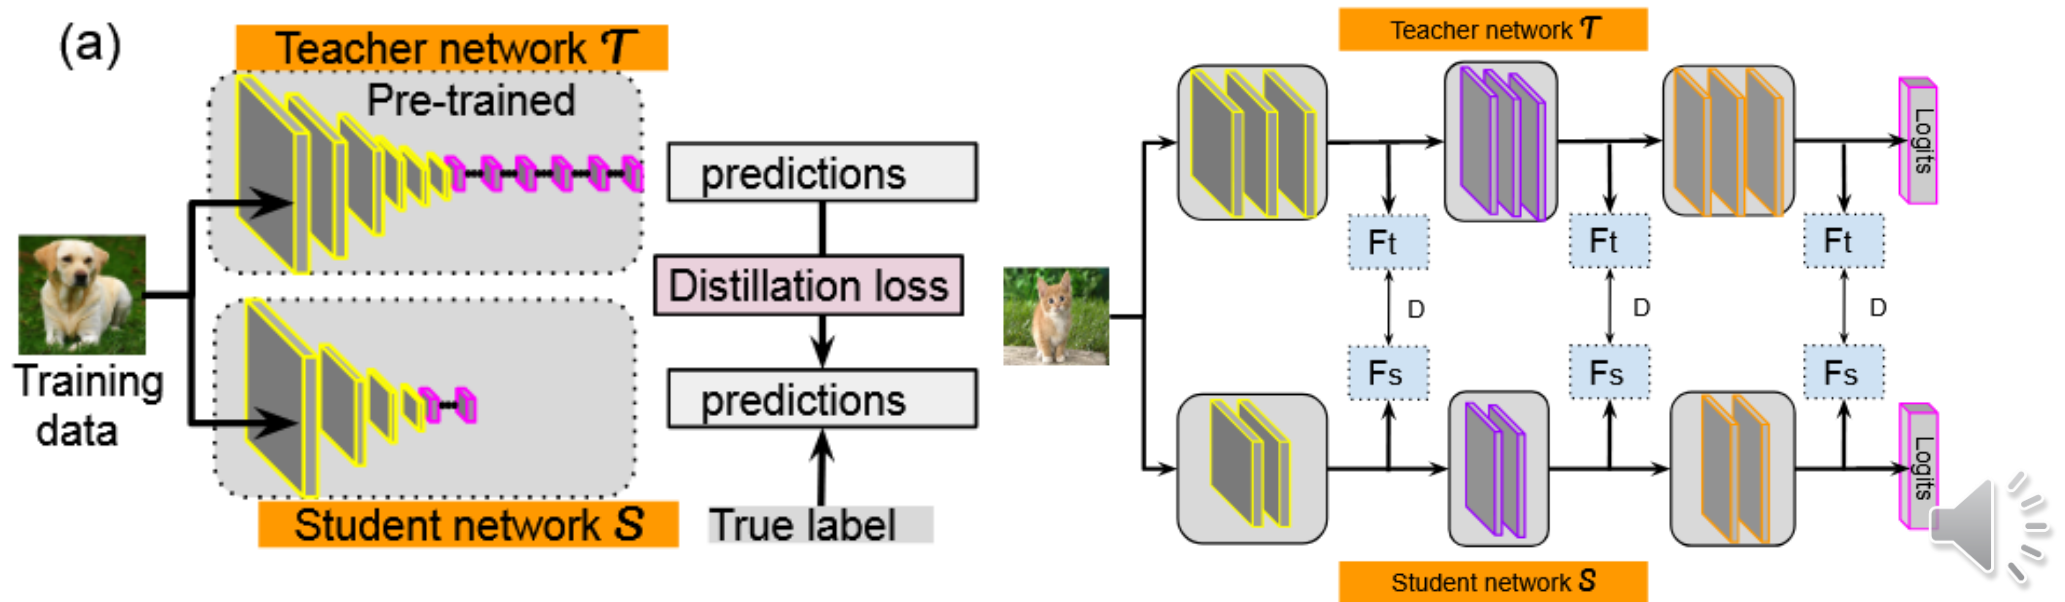 (a)
Teacher network 𝒯
Pre-trained
predictions
Distillation loss
predictions
True label
Training
data
Student network 𝒮
Teacher network 𝒯
Logits
Ft
Ft
Ft
D
D
D
Fs
Fs
Fs
Logits
Student network 𝒮